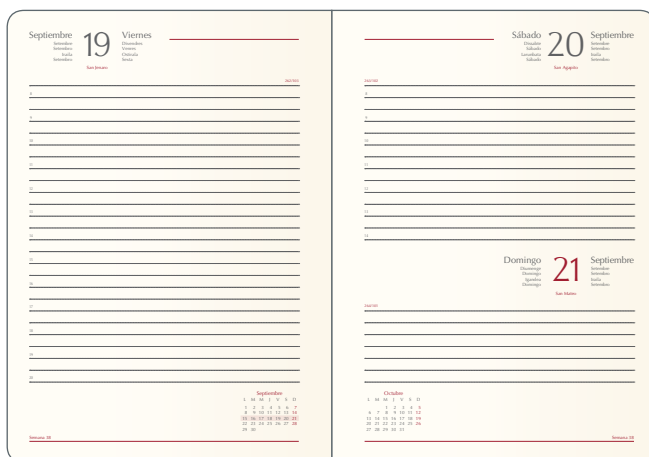 Septiembre
Setembre
Setembro
Iraila
Setembro
19
Viernes
Divendres
Venres
Ostirala
Sexta
San Jenaro
262/103
8
9
10
11
12
13
14
15
16
17
18
19
20
Septiembre
L M M J V S D
1 2 3 4 5 6 7
8 9 10 11 12 13 14
15 16 17 18 19 20 21
22 23 24 25 26 27 28
29 30
Semana 38
Sábado
Dissabte
Sábado
Larunbata
Sábado
20
Septiembre
Setembre
Setembro
Iraila
Setembro
San Agapito
8
9
10
11
12
13
14
Domingo
Diumenge
Domingo
Igandea
Domingo
21
Septiembre
Setembre
Setembro
Iraila
Setembro
San Mateo
Octubre
L M M J V S D
1 2 3 4 5
6 7 8 9 10 11 12
13 14 15 16 17 18 19
20 21 22 23 24 25 26
27 28 29 30 31
Semana 38